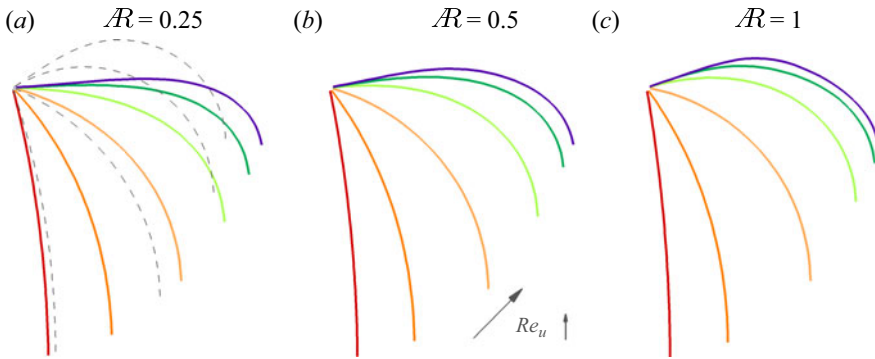 (a) Æ = 0.25
(b) Æ = 0.5
(c) Æ = 1
Re_u